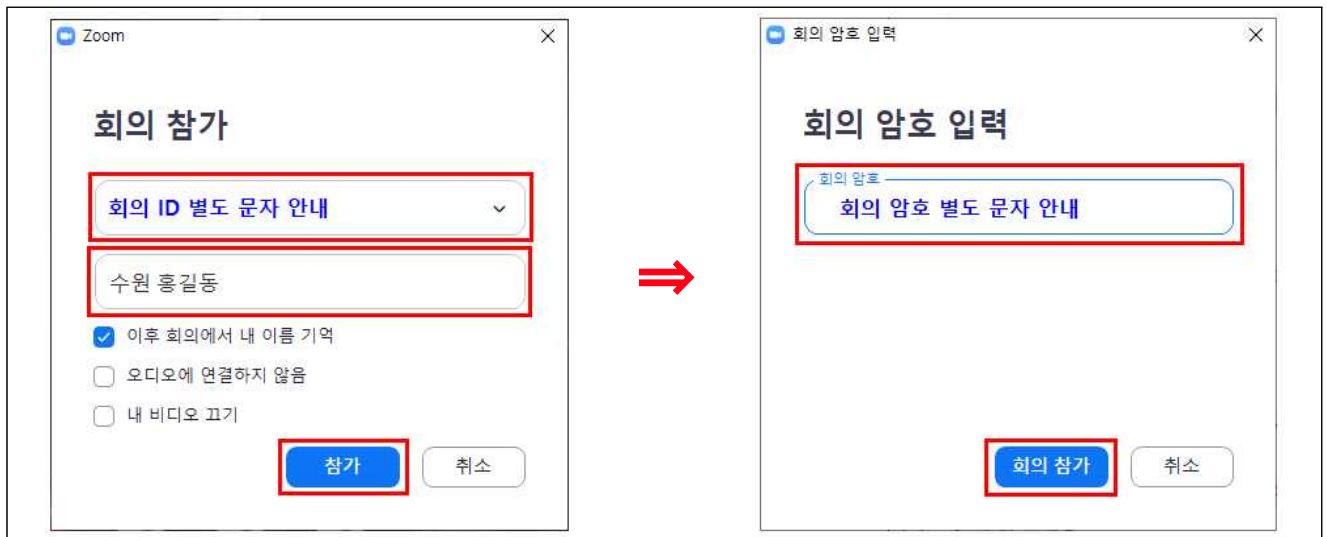 Zoom
회의 참가
회의 ID 별도 문자 안내
수원 홍길동
이후 회의에서 내 이름 기억
오디오에 연결하지 않음
내 비디오 끄기
참가
취소
⇒
회의 암호 입력
회의 암호 입력
회의 암호
회의 암호 별도 문자 안내
회의 참가
취소